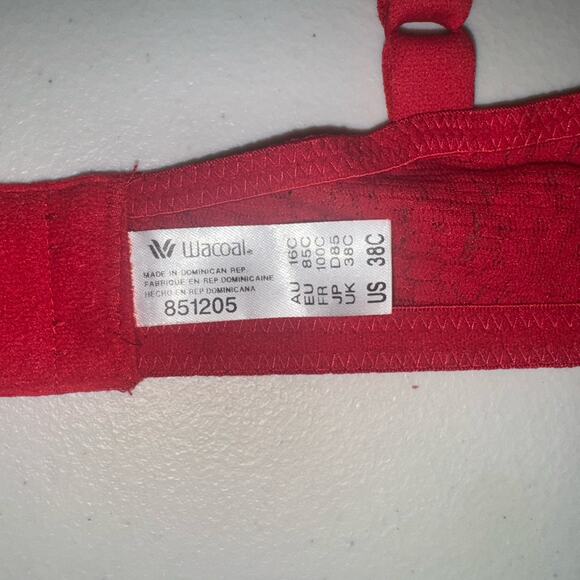 Wacoal®
MADE IN DOMINICAN REP
FABRIQUE EN REP DOMINICAINE
HECHO EN REP DOMINICANA
851205
AU 16C
EU 85C
FR 100C
JP D85
UK 38C
US 38C